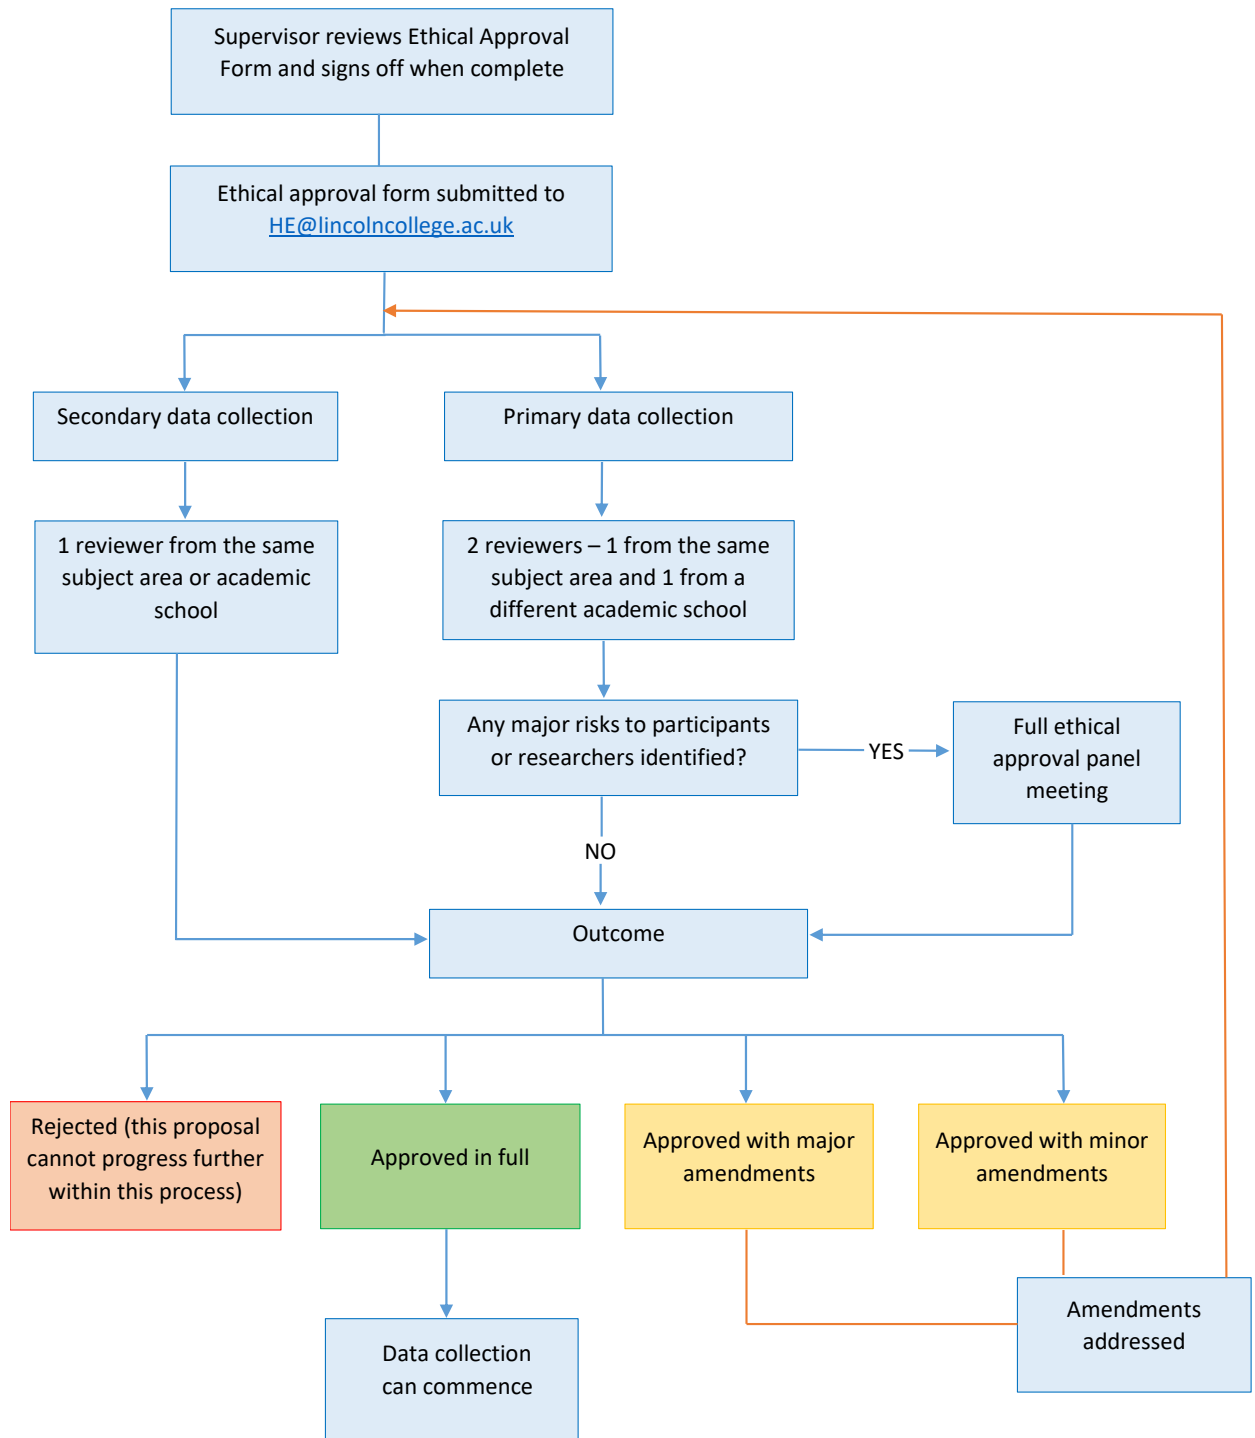 Supervisor reviews Ethical Approval
Form and signs off when complete
Ethical approval form submitted to
HE@lincolncollege.ac.uk
Secondary data collection
Primary data collection
1 reviewer from the same
subject area or academic
school
2 reviewers – 1 from the same
subject area and 1 from a
different academic school
Any major risks to participants
or researchers identified?
YES
Full ethical
approval panel
meeting
NO
Outcome
Rejected (this proposal
cannot progress further
within this process)
Approved in full
Approved with major
amendments
Approved with minor
amendments
Amendments
addressed
Data collection
can commence